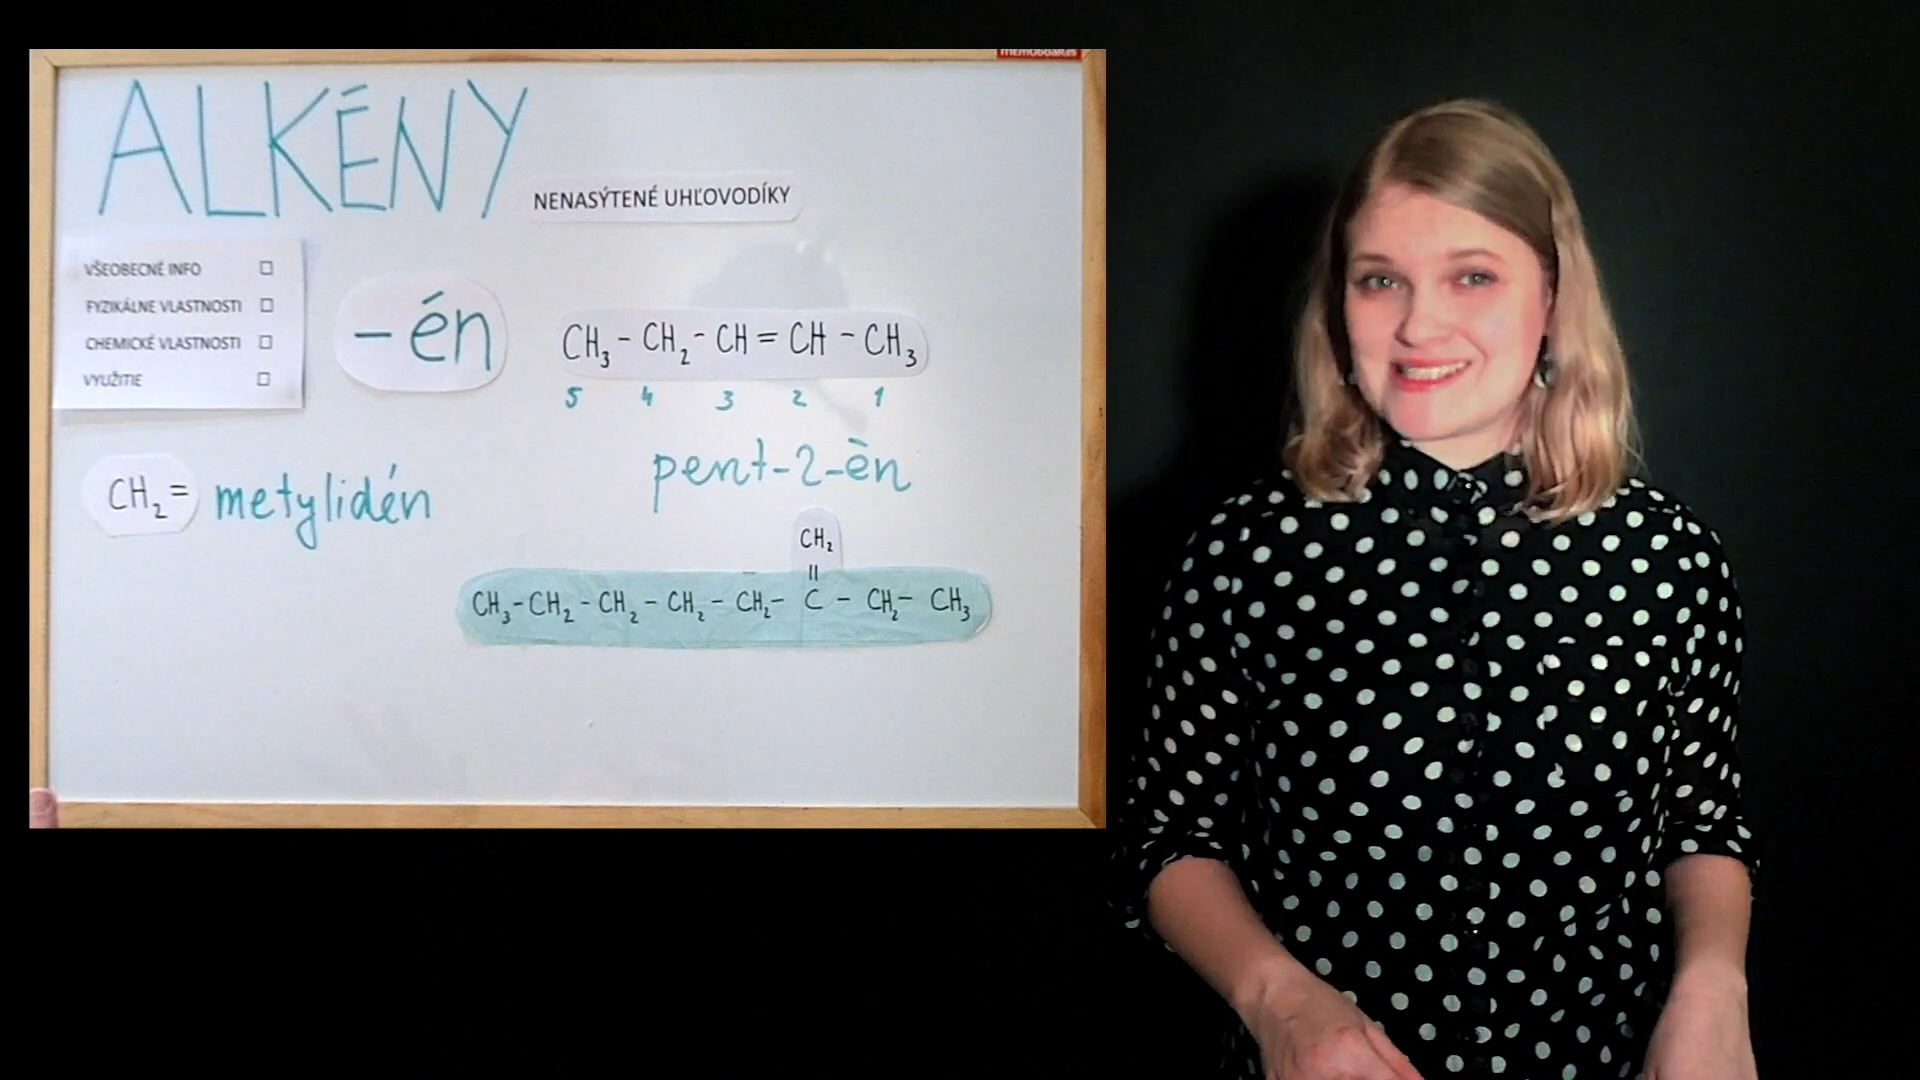 memoboards
ALKÉNY
NENASÝTENÉ UHĽOVODÍKY
VŠEOBECNÉ INFO
FYZIKÁLNE VLASTNOSTI
CHEMICKÉ VLASTNOSTI
VYUŽITIE
-én
CH₃ - CH₂ - CH = CH - CH₃
5 4 3 2 1
pent-2-én
CH₂ = metylidén
CH₂
=
CH₃ - CH₂ - CH₂ - CH₂ - CH₂ - C - CH₂ - CH₃